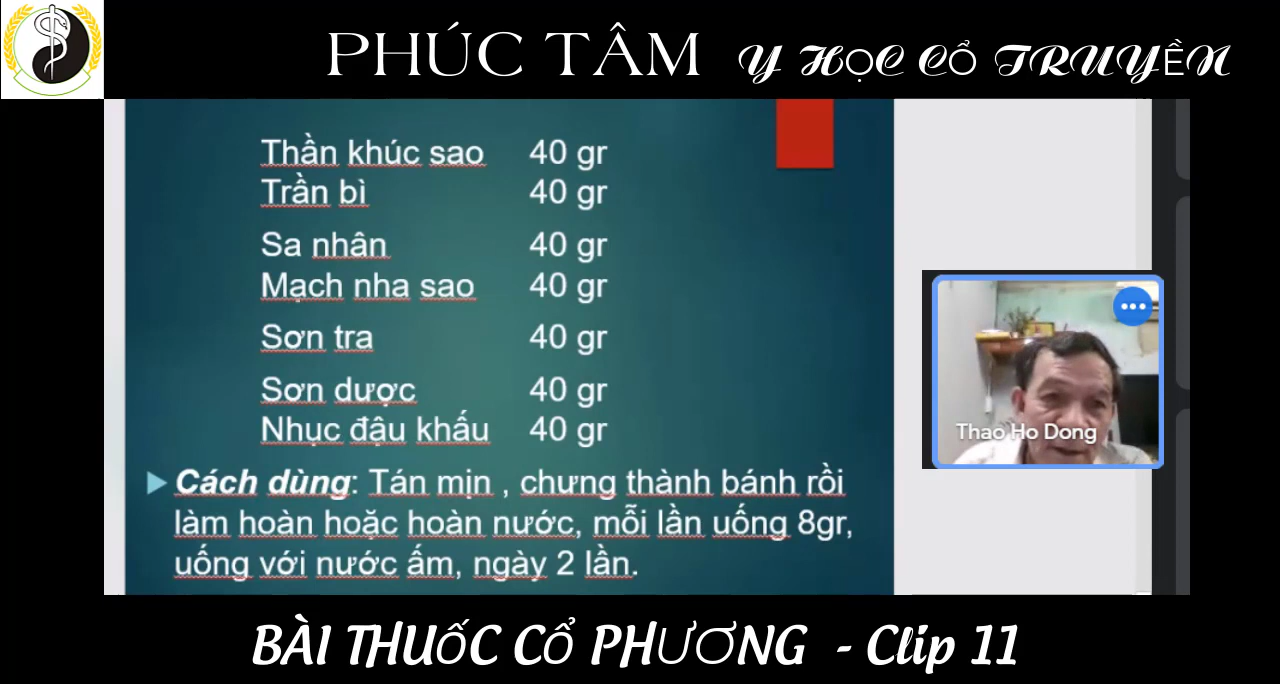 PHÚC TÂM Y HỌC CỔ TRUYỀN
Thần khúc sao 40 gr
Trần bì 40 gr
Sa nhân 40 gr
Mạch nha sao 40 gr
Sơn tra 40 gr
Sơn dược 40 gr
Nhục đậu khấu 40 gr
Cách dùng: Tán mịn , chưng thành bánh rồi
làm hoàn hoặc hoàn nước, mỗi lần uống 8gr,
uống với nước ấm, ngày 2 lần.
Thao Ho Dong
BÀI THUỐC CỔ PHƯƠNG - Clip 11